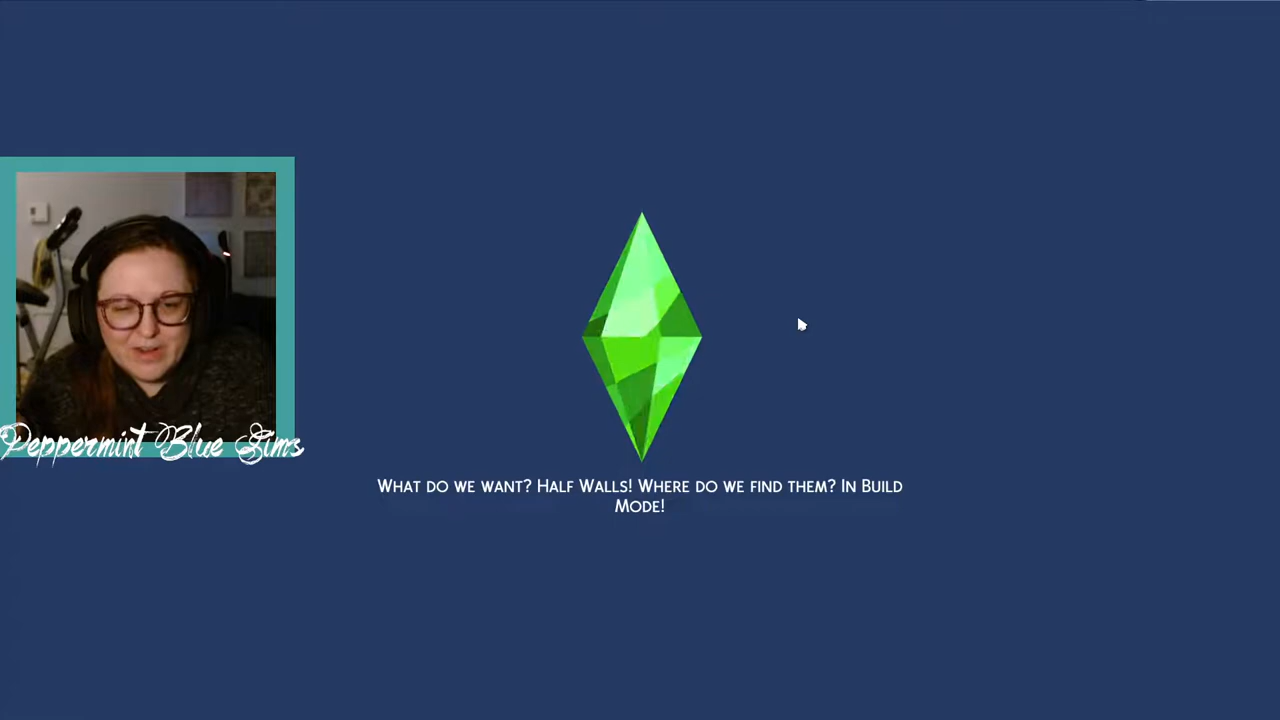 Peppermint Blue Sims
What do we want? Half Walls! Where do we find them? In Build
Mode!